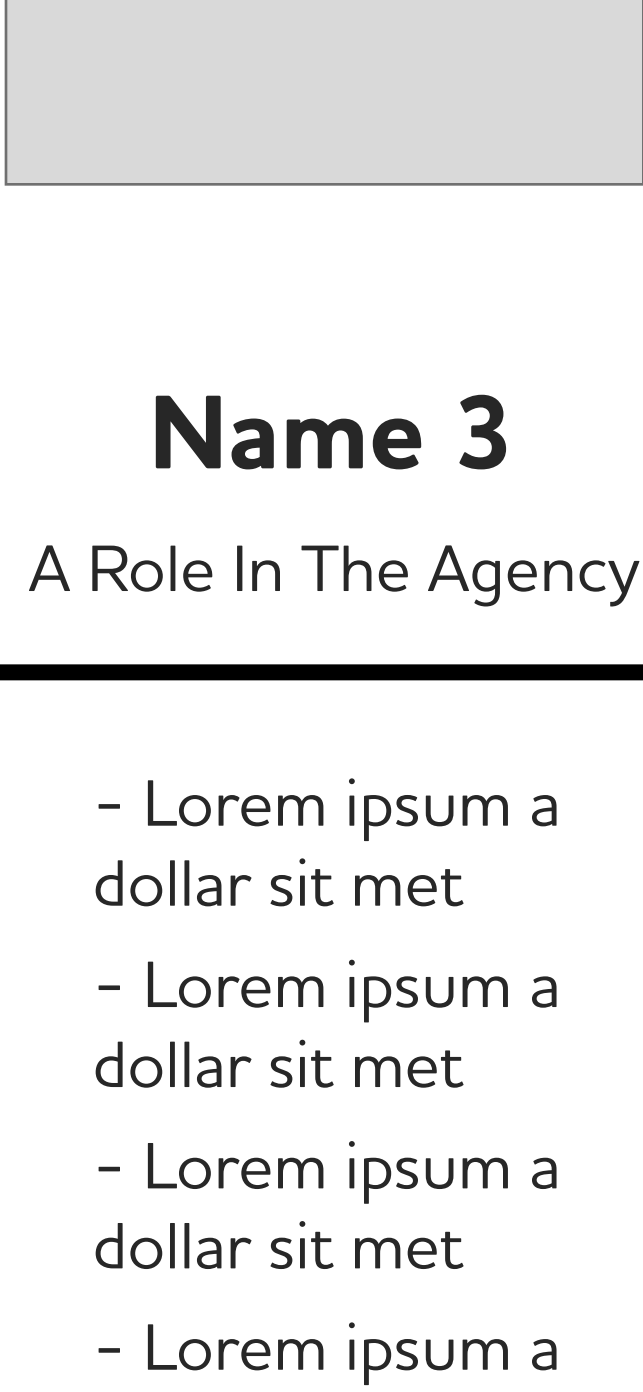 Name 3
A Role In The Agency
- Lorem ipsum a
dollar sit met
- Lorem ipsum a
dollar sit met
- Lorem ipsum a
dollar sit met
- Lorem ipsum a